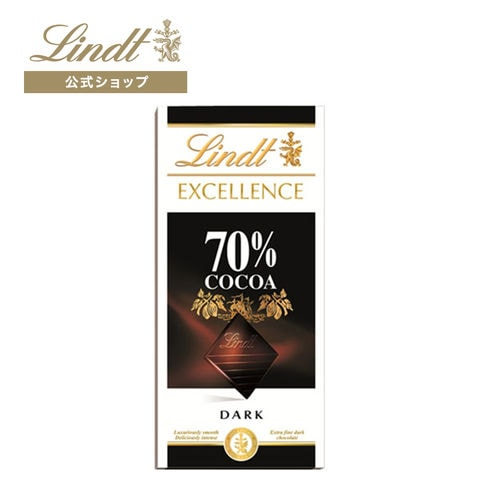 Lindt
公式ショップ
Lindt
EXCELLENCE
70%
COCOA
Lindt
DARK
Luxuriously smooth
Deliciously intense
Extra fine dark
chocolate